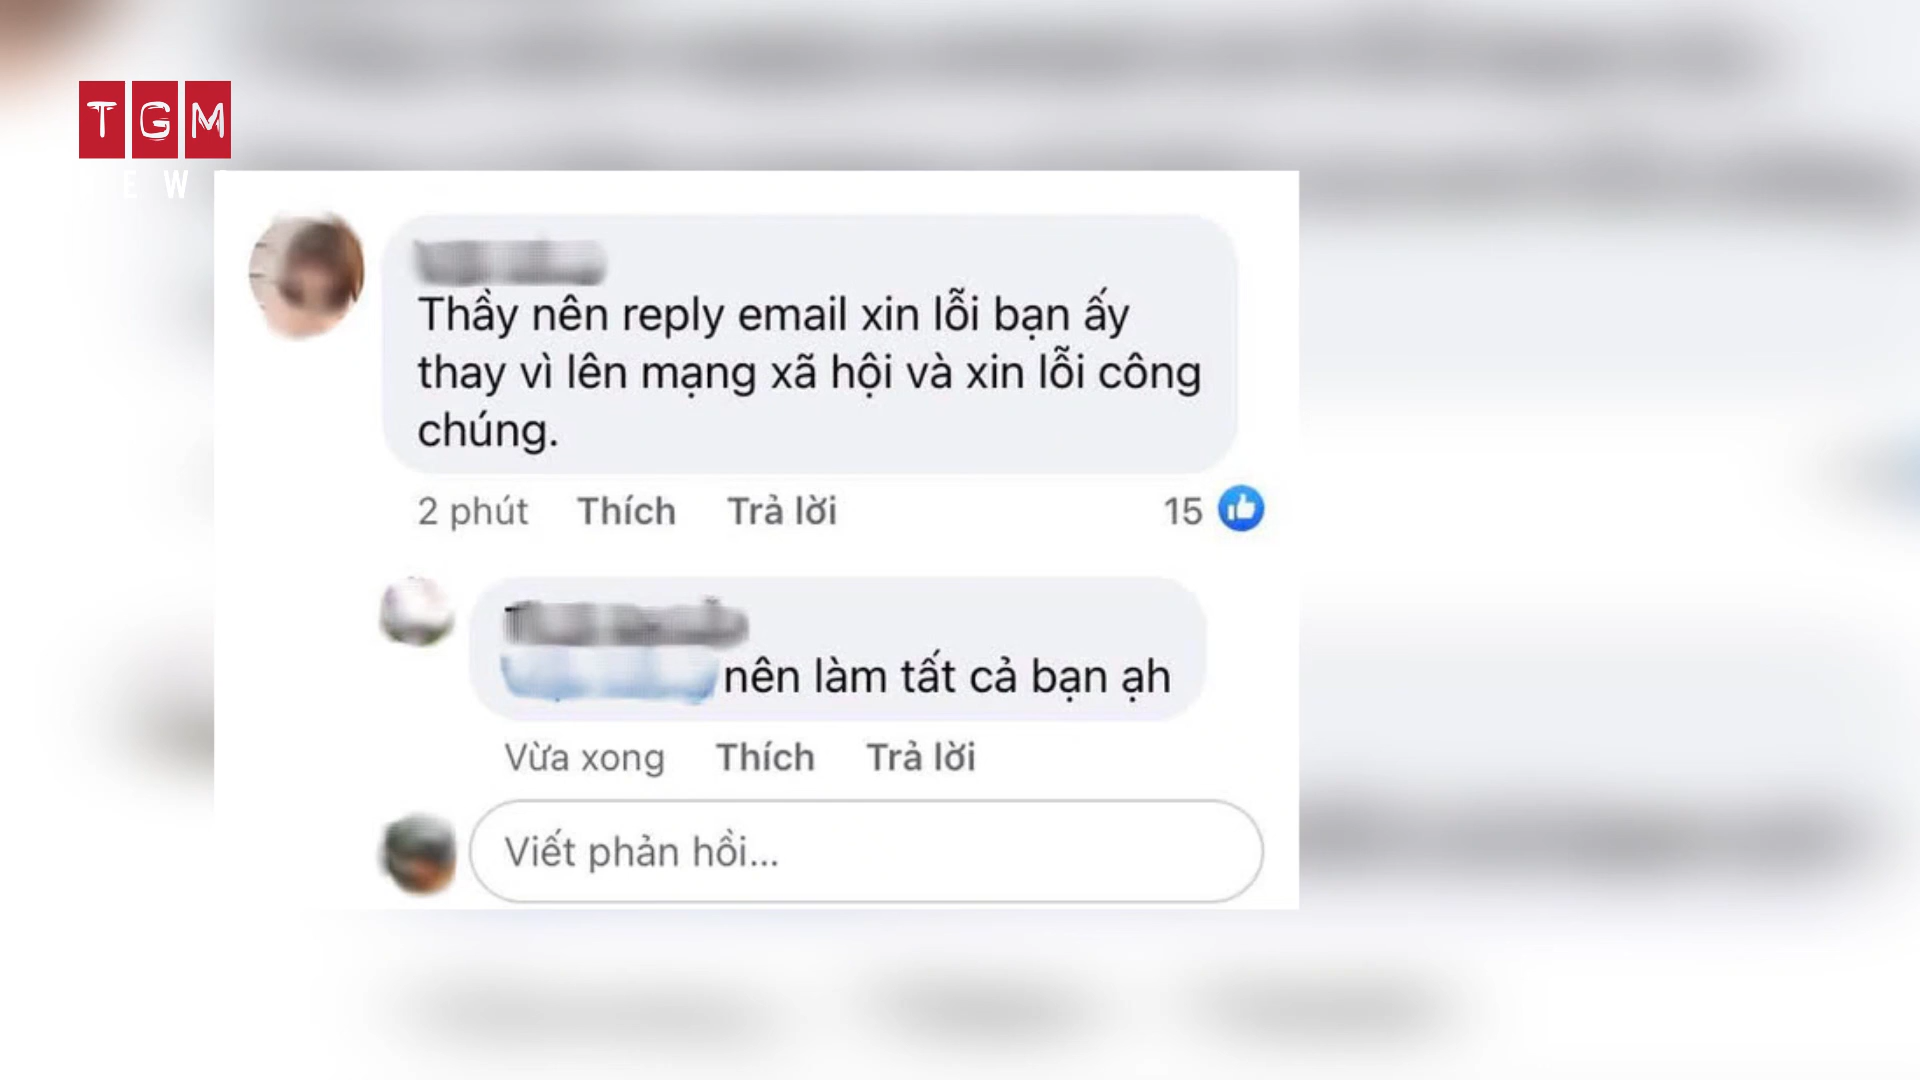 TGM
Thầy nên reply email xin lỗi bạn ấy
thay vì lên mạng xã hội và xin lỗi công
chúng.
2 phút Thích Trả lời 15
nên làm tất cả bạn ạh
Vừa xong Thích Trả lời
Viết phản hồi...